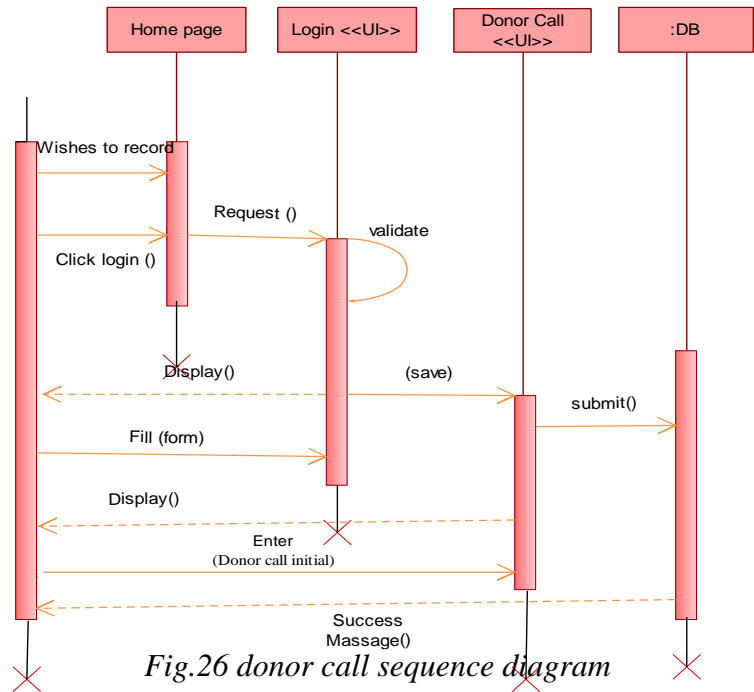 Home page
Login <<UI>>
Donor Call
<<UI>>
:DB
Wishes to record
Request ()
validate
Click login ()
Display()
(save)
submit()
Fill (form)
Display()
Enter
(Donor call initial)
Success
Massage()
Fig.26 donor call sequence diagram